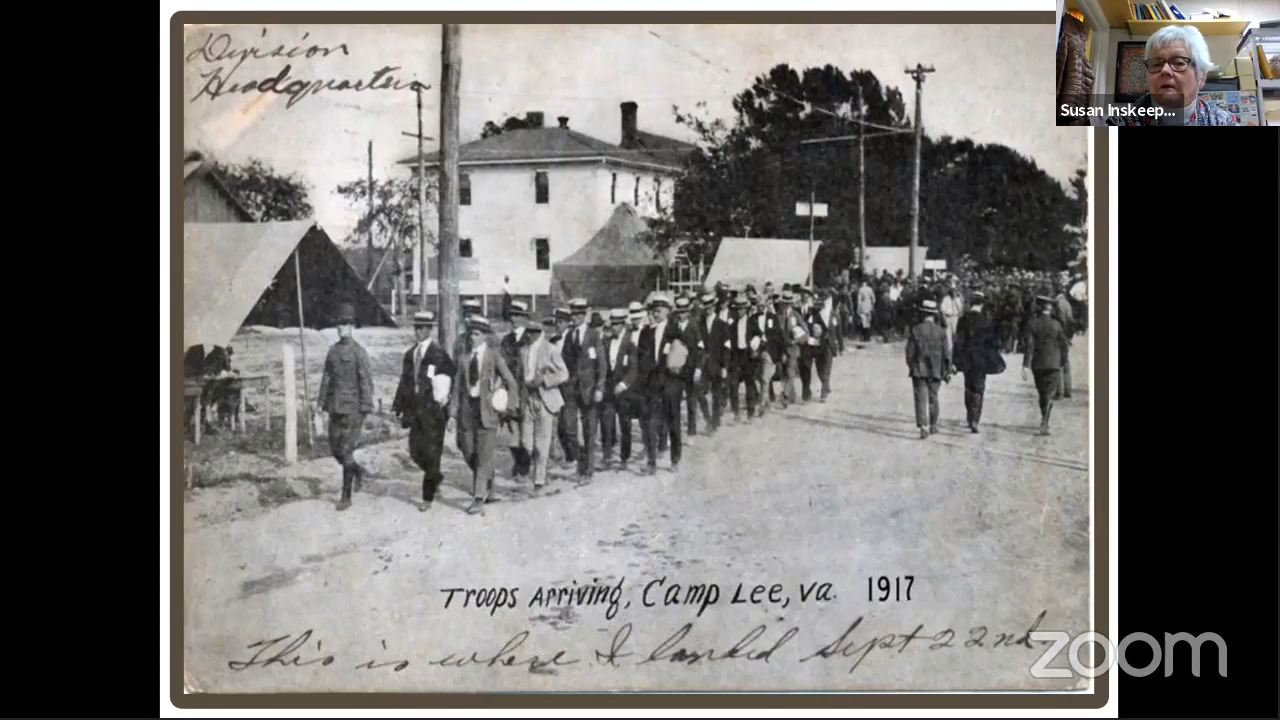 Division
Headquarters
Susan Inskeep...
Troops Arriving, Camp Lee, Va. 1917
This is where I landed Sept 22nd
zoom